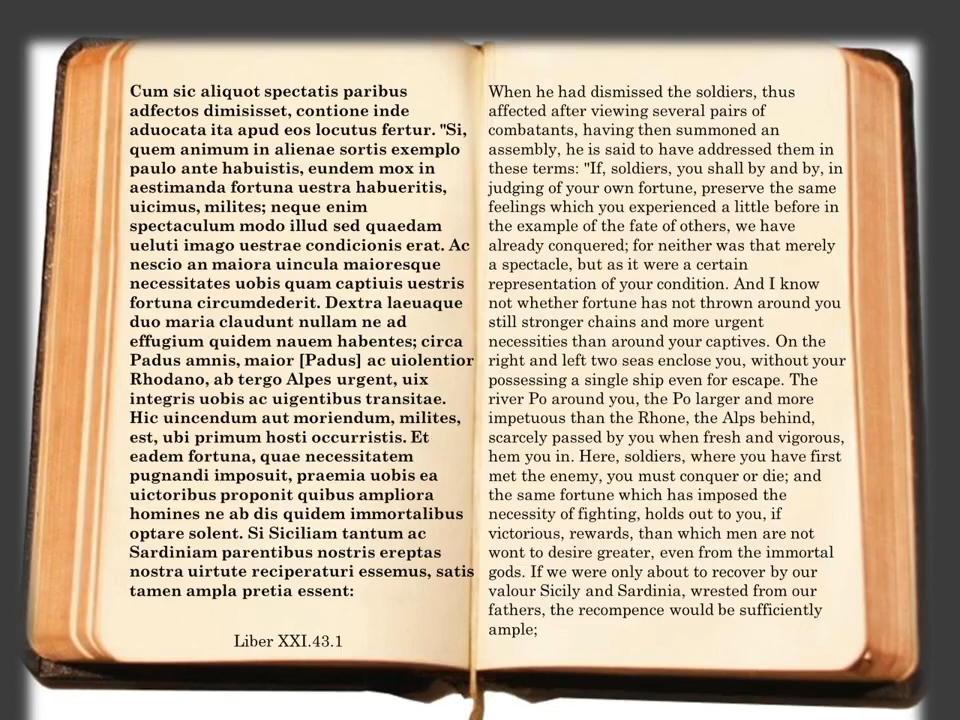 Cum sic aliquot spectatis paribus
adfectos dimisisset, contione inde
aduocata ita apud eos locutus fertur. "Si,
quem animum in alienae sortis exemplo
paulo ante habuistis, eundem mox in
aestimanda fortuna uestra habueritis,
uicimus, milites; neque enim
spectaculum modo illud sed quaedam
ueluti imago uestrae condicionis erat. Ac
nescio an maiora uincula maioresque
necessitates uobis quam captiuis uestris
fortuna circumdederit. Dextra laeuaque
duo maria claudunt nullam ne ad
effugium quidem nauem habentes; circa
Padus amnis, maior [Padus] ac uiolentior
Rhodano, ab tergo Alpes urgent, uix
integris uobis ac uigentibus transitae.
Hic uincendum aut moriendum, milites,
est, ubi primum hosti occurristis. Et
eadem fortuna, quae necessitatem
pugnandi imposuit, praemia uobis ea
uictoribus proponit quibus ampliora
homines ne ab dis quidem immortalibus
optare solent. Si Siciliam tantum ac
Sardiniam parentibus nostris ereptas
nostra uirtute reciperaturi essemus, satis
tamen ampla pretia essent:
Liber XXI.43.1
When he had dismissed the soldiers, thus
affected after viewing several pairs of
combatants, having then summoned an
assembly, he is said to have addressed them in
these terms: "If, soldiers, you shall by and by, in
judging of your own fortune, preserve the same
feelings which you experienced a little before in
the example of the fate of others, we have
already conquered; for neither was that merely
a spectacle, but as it were a certain
representation of your condition. And I know
not whether fortune has not thrown around you
still stronger chains and more urgent
necessities than around your captives. On the
right and left two seas enclose you, without your
possessing a single ship even for escape. The
river Po around you, the Po larger and more
impetuous than the Rhone, the Alps behind,
scarcely passed by you when fresh and vigorous,
hem you in. Here, soldiers, where you have first
met the enemy, you must conquer or die; and
the same fortune which has imposed the
necessity of fighting, holds out to you, if
victorious, rewards, than which men are not
wont to desire greater, even from the immortal
gods. If we were only about to recover by our
valour Sicily and Sardinia, wrested from our
fathers, the recompence would be sufficiently
ample;